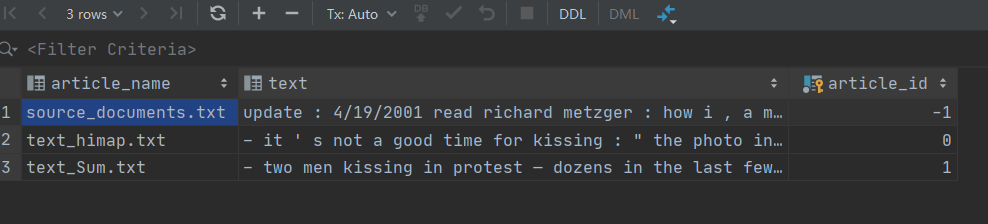 3 rows Tx: Auto DB DDL DML
<Filter Criteria>
article_name text article_id
1 source_documents.txt update : 4/19/2001 read richard metzger : how i , a m… -1
2 text_himap.txt - it ' s not a good time for kissing : " the photo in… 0
3 text_Sum.txt - two men kissing in protest — dozens in the last few… 1